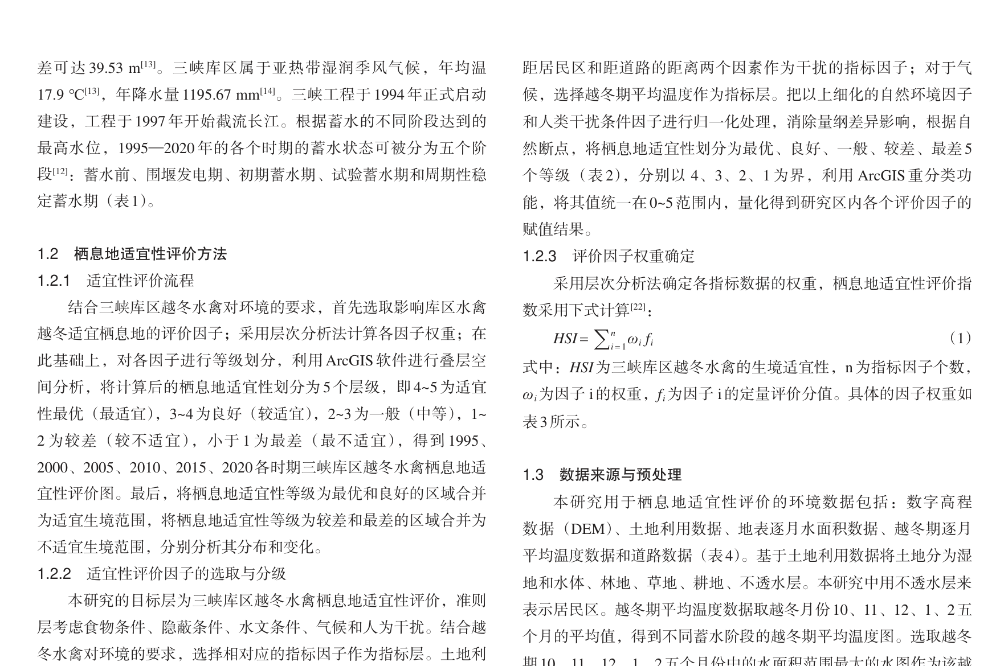 差可达39.53 m[13]。三峡库区属于亚热带湿润季风气候，年均温
17.9 ℃[13]，年降水量1195.67 mm[14]。三峡工程于1994年正式启动
建设，工程于1997年开始截流长江。根据蓄水的不同阶段达到的
最高水位，1995—2020年的各个时期的蓄水状态可被分为五个阶
段[12]：蓄水前、围堰发电期、初期蓄水期、试验蓄水期和周期性稳
定蓄水期（表1）。
1.2 栖息地适宜性评价方法
1.2.1 适宜性评价流程
结合三峡库区越冬水禽对环境的要求，首先选取影响库区水禽
越冬适宜栖息地的评价因子；采用层次分析法计算各因子权重；在
此基础上，对各因子进行等级划分，利用ArcGIS软件进行叠层空
间分析，将计算后的栖息地适宜性划分为5个层级，即4~5为适宜
性最优（最适宜），3~4为良好（较适宜），2~3为一般（中等），1~
2为较差（较不适宜），小于1为最差（最不适宜），得到1995、
2000、2005、2010、2015、2020各时期三峡库区越冬水禽栖息地适
宜性评价图。最后，将栖息地适宜性等级为最优和良好的区域合并
为适宜生境范围，将栖息地适宜性等级为较差和最差的区域合并为
不适宜生境范围，分别分析其分布和变化。
1.2.2 适宜性评价因子的选取与分级
本研究的目标层为三峡库区越冬水禽栖息地适宜性评价，准则
层考虑食物条件、隐蔽条件、水文条件、气候和人为干扰。结合越
冬水禽对环境的要求，选择相对应的指标因子作为指标层。土地利
距居民区和距道路的距离两个因素作为干扰的指标因子；对于气
候，选择越冬期平均温度作为指标层。把以上细化的自然环境因子
和人类干扰条件因子进行归一化处理，消除量纲差异影响，根据自
然断点，将栖息地适宜性划分为最优、良好、一般、较差、最差5
个等级（表2），分别以 4、3、2、1为界，利用 ArcGIS重分类功
能，将其值统一在0~5范围内，量化得到研究区内各个评价因子的
赋值结果。
1.2.3 评价因子权重确定
采用层次分析法确定各指标数据的权重，栖息地适宜性评价指
数采用下式计算[22]：
HSI= ∑ⁿᵢ₌₁ωᵢfᵢ （1）
式中：HSI为三峡库区越冬水禽的生境适宜性，n为指标因子个数，
ωᵢ为因子i的权重，fᵢ为因子i的定量评价分值。具体的因子权重如
表3所示。
1.3 数据来源与预处理
本研究用于栖息地适宜性评价的环境数据包括：数字高程
数据（DEM）、土地利用数据、地表逐月水面积数据、越冬期逐月
平均温度数据和道路数据（表4）。基于土地利用数据将土地分为湿
地和水体、林地、草地、耕地、不透水层。本研究中用不透水层来
表示居民区。越冬期平均温度数据取越冬月份10、11、12、1、2五
个月的平均值，得到不同蓄水阶段的越冬期平均温度图。选取越冬
期10、11、12、1、2五个月份中的水面积范围最大的水图作为该越